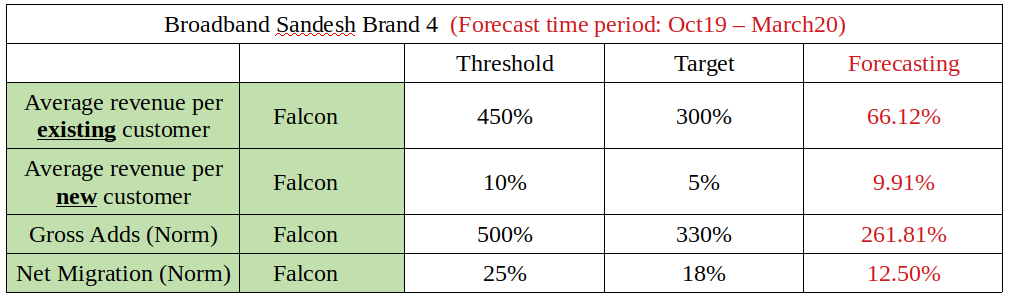 Broadband Sandesh Brand 4 (Forecast time period: Oct19 – March20)
Threshold Target Forecasting
Average revenue per
existing customer Falcon 450% 300% 66.12%
Average revenue per
new customer Falcon 10% 5% 9.91%
Gross Adds (Norm) Falcon 500% 330% 261.81%
Net Migration (Norm) Falcon 25% 18% 12.50%